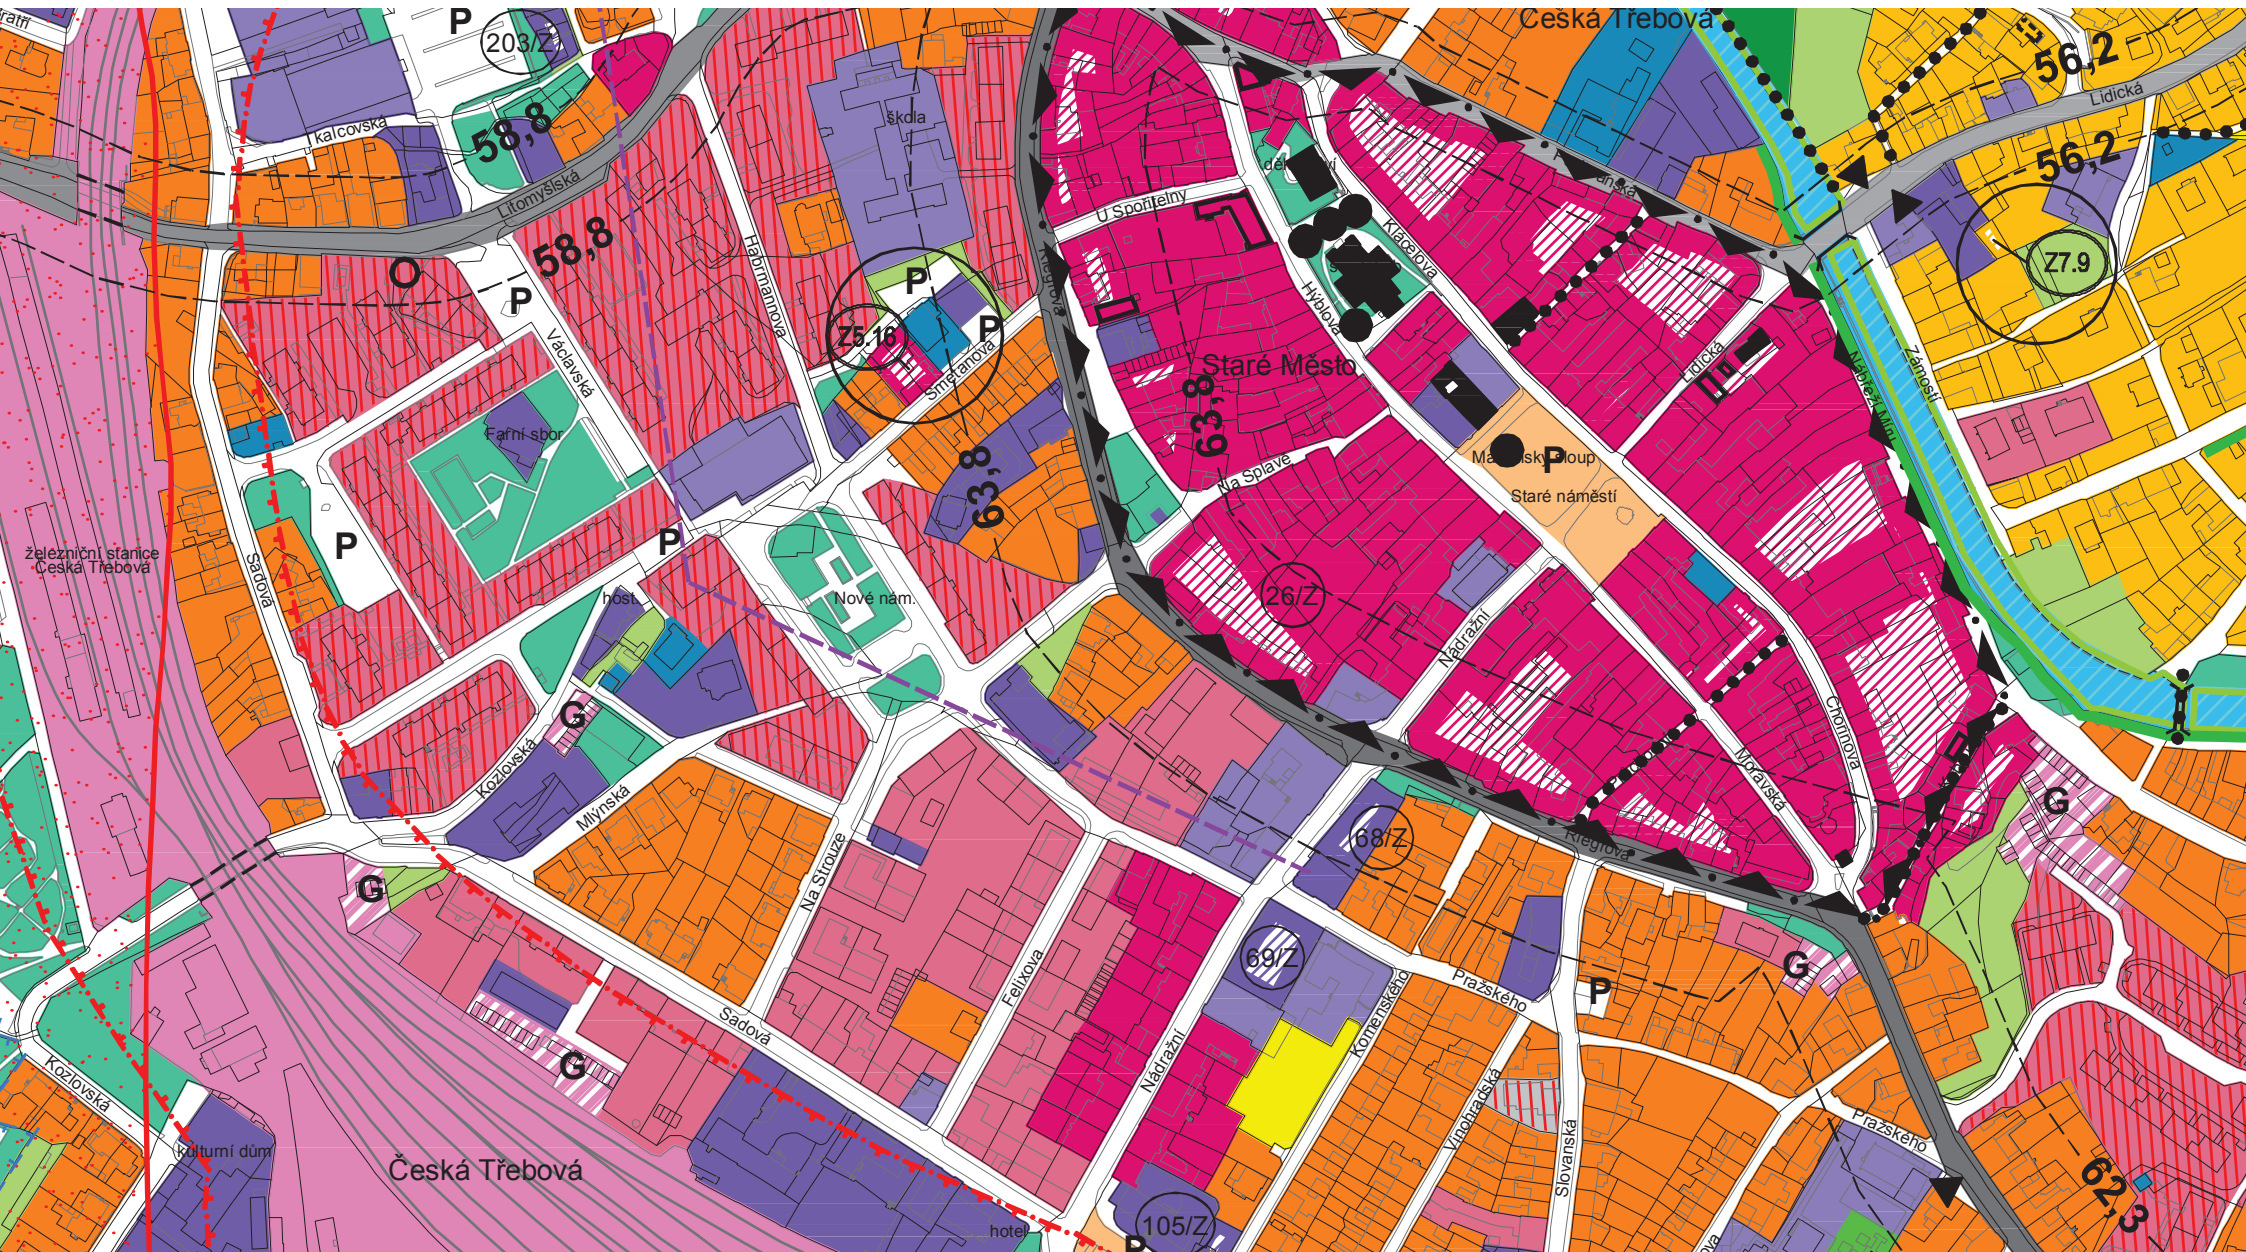 P
203/Z
Česká Třebová
56,2
Lidická
kalcovská
58,8
škola
56,2
Litomyšlská
U Spořitelny
58,8
Habrmannova
Kláčelova
Riegrova
Hýblova
P
P
Z7.9
Z5.16
P
Václavská
Smetanova
Staré Město
63,8
Lidická
Nábřeží Míru
Zámostí
Farní sbor
63,8
Na Splavě
P
Staré náměstí
P
P
železniční stanice
Česká Třebová
Sadová
host.
Nové nám.
26/Z
Nádražní
G
Kozlovská
Mlýnská
Chorinova
Moravská
G
68/Z
Riegrova
Na Strouze
G
69/Z
Felixova
Komenského
Pražského
G
P
Sadová
G
Nádražní
Kozlovská
Vinohradská
Slovanská
Pražského
kulturní dům
Česká Třebová
62,3
hotel
105/Z
P